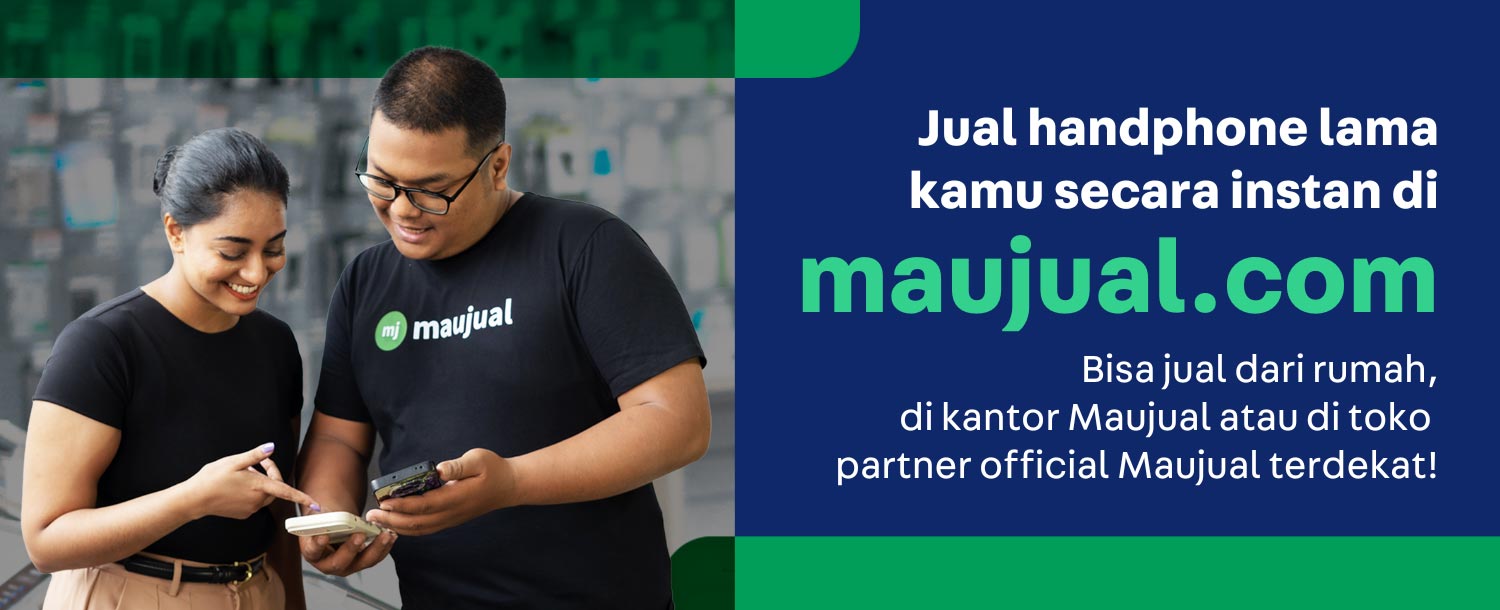 mj maujual
Jual handphone lama
kamu secara instan di
maujual.com
Bisa jual dari rumah,
di kantor Maujual atau di toko
partner official Maujual terdekat!